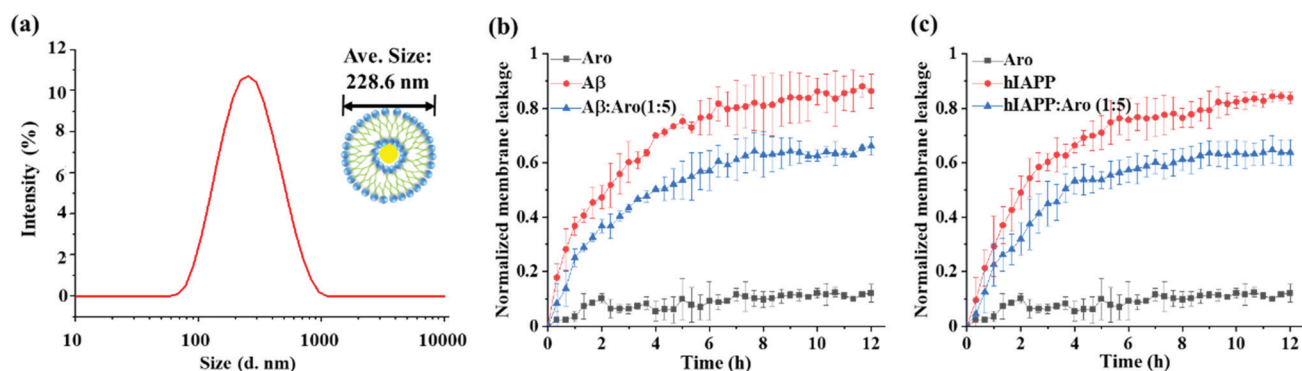 (a)
Intensity (%)
12
10
8
6
4
2
0
10
100
1000
10000
Size (d. nm)
Ave. Size:
228.6 nm
(b)
Normalized membrane leakage
1
0.8
0.6
0.4
0.2
0
0
2
4
6
8
10
12
Time (h)
Aro
Aβ
Aβ:Aro(1:5)
(c)
Normalized membrane leakage
1
0.8
0.6
0.4
0.2
0
0
2
4
6
8
10
12
Time (h)
Aro
hIAPP
hIAPP:Aro (1:5)